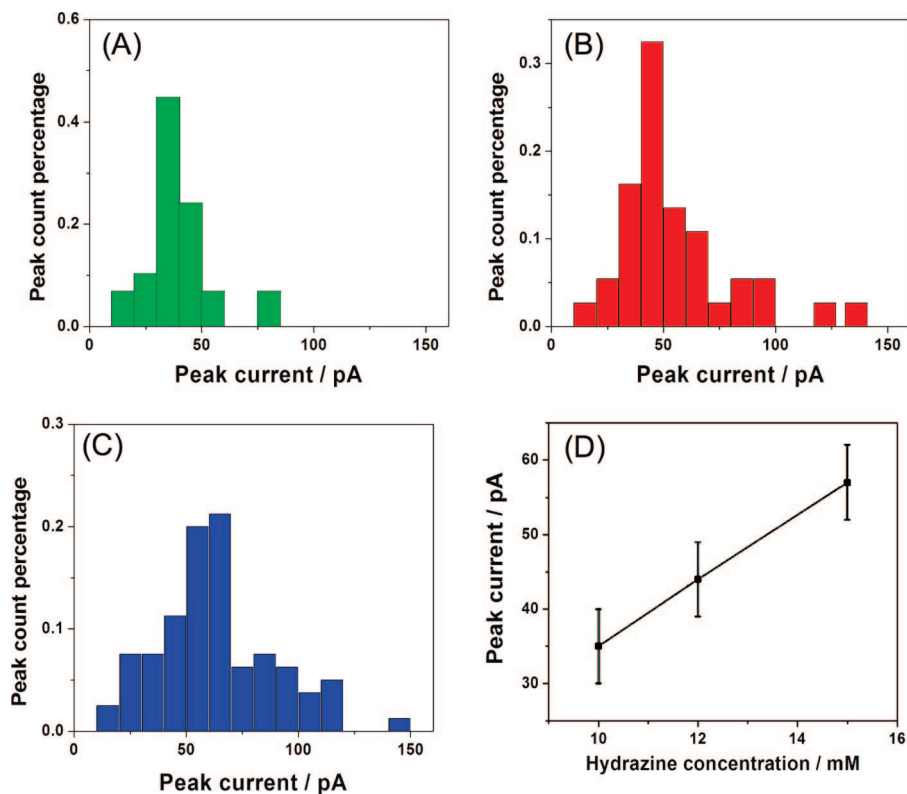 (A)
Peak count percentage
0.6
0.4
0.2
0.0
0
50
100
150
Peak current / pA
(B)
Peak count percentage
0.3
0.2
0.1
0.0
0
50
100
150
Peak current / pA
(C)
Peak count percentage
0.3
0.2
0.1
0.0
0
50
100
150
Peak current / pA
(D)
Peak current / pA
60
50
40
30
10
12
14
16
Hydrazine concentration / mM